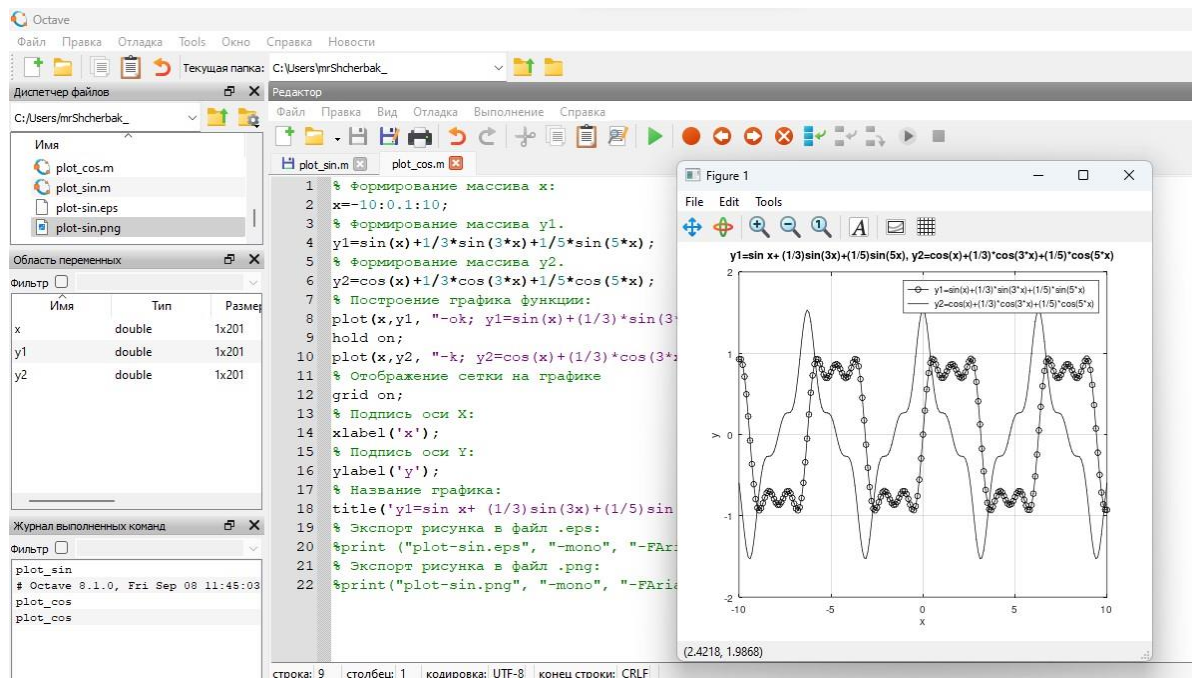 Octave
Файл Правка Отладка Tools Окно Справка Новости
Текущая папка: C:\Users\mrShcherbak_
Диспетчер файлов
C:/Users/mrShcherbak_
Имя
plot_cos.m
plot_sin.m
plot-sin.eps
plot-sin.png
Область переменных
Фильтр
Имя Тип Размер
x double 1x201
y1 double 1x201
y2 double 1x201
Журнал выполненных команд
Фильтр
plot_sin
# Octave 8.1.0, Fri Sep 08 11:45:03
plot_cos
plot_cos
Редактор
Файл Правка Вид Отладка Выполнение Справка
plot_sin.m plot_cos.m
1 % Формирование массива x:
2 x=-10:0.1:10;
3 % Формирование массива y1.
4 y1=sin(x)+1/3*sin(3*x)+1/5*sin(5*x);
5 % Формирование массива y2.
6 y2=cos(x)+1/3*cos(3*x)+1/5*cos(5*x);
7 % Построение графика функции:
8 plot(x,y1, "-ok; y1=sin(x)+(1/3)*sin(3*
9 hold on;
10 plot(x,y2, "-k; y2=cos(x)+(1/3)*cos(3*x
11 % Отображение сетки на графике
12 grid on;
13 % Подпись оси X:
14 xlabel('x');
15 % Подпись оси Y:
16 ylabel('y');
17 % Название графика:
18 title('y1=sin x+ (1/3)sin(3x)+(1/5)sin
19 % Экспорт рисунка в файл .eps:
20 %print ("plot-sin.eps", "-mono", "-FAri
21 % Экспорт рисунка в файл .png:
22 %print("plot-sin.png", "-mono", "-FAria
строка: 9 столбец: 1 кодировка: UTF-8 конец строки: CRLF
Figure 1
File Edit Tools
A
y1=sin x+ (1/3)sin(3x)+(1/5)sin(5x), y2=cos(x)+(1/3)*cos(3*x)+(1/5)*cos(5*x)
y1=sin(x)+(1/3)*sin(3*x)+(1/5)*sin(5*x)
y2=cos(x)+(1/3)*cos(3*x)+(1/5)*cos(5*x)
2
1
y 0
-1
-2
-10 -5 0 5 10
x
(2.4218, 1.9868)